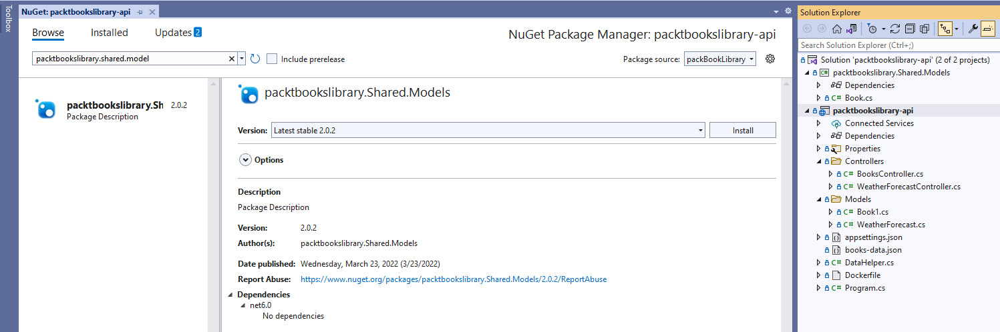 Toolbox
NuGet: packtbookslibrary-api
Browse Installed Updates 2
NuGet Package Manager: packtbookslibrary-api
packtbookslibrary.shared.model
Include prerelease
Package source: packBookLibrary
packtbookslibrary.Sh 2.0.2
Package Description
packtbookslibrary.Shared.Models
Version: Latest stable 2.0.2 Install
Options
Description
Package Description
Version: 2.0.2
Author(s): packtbookslibrary.Shared.Models
Date published: Wednesday, March 23, 2022 (3/23/2022)
Report Abuse: https://www.nuget.org/packages/packtbookslibrary.Shared.Models/2.0.2/ReportAbuse
Dependencies
net6.0
No dependencies
Solution Explorer
Search Solution Explorer (Ctrl+;)
Solution 'packtbookslibrary-api' (2 of 2 projects)
C# packtbookslibrary.Shared.Models
Dependencies
C# Book.cs
packtbookslibrary-api
Connected Services
Dependencies
Properties
Controllers
C# BooksController.cs
C# WeatherForecastController.cs
Models
C# Book1.cs
C# WeatherForecast.cs
appsettings.json
books-data.json
C# DataHelper.cs
Dockerfile
C# Program.cs